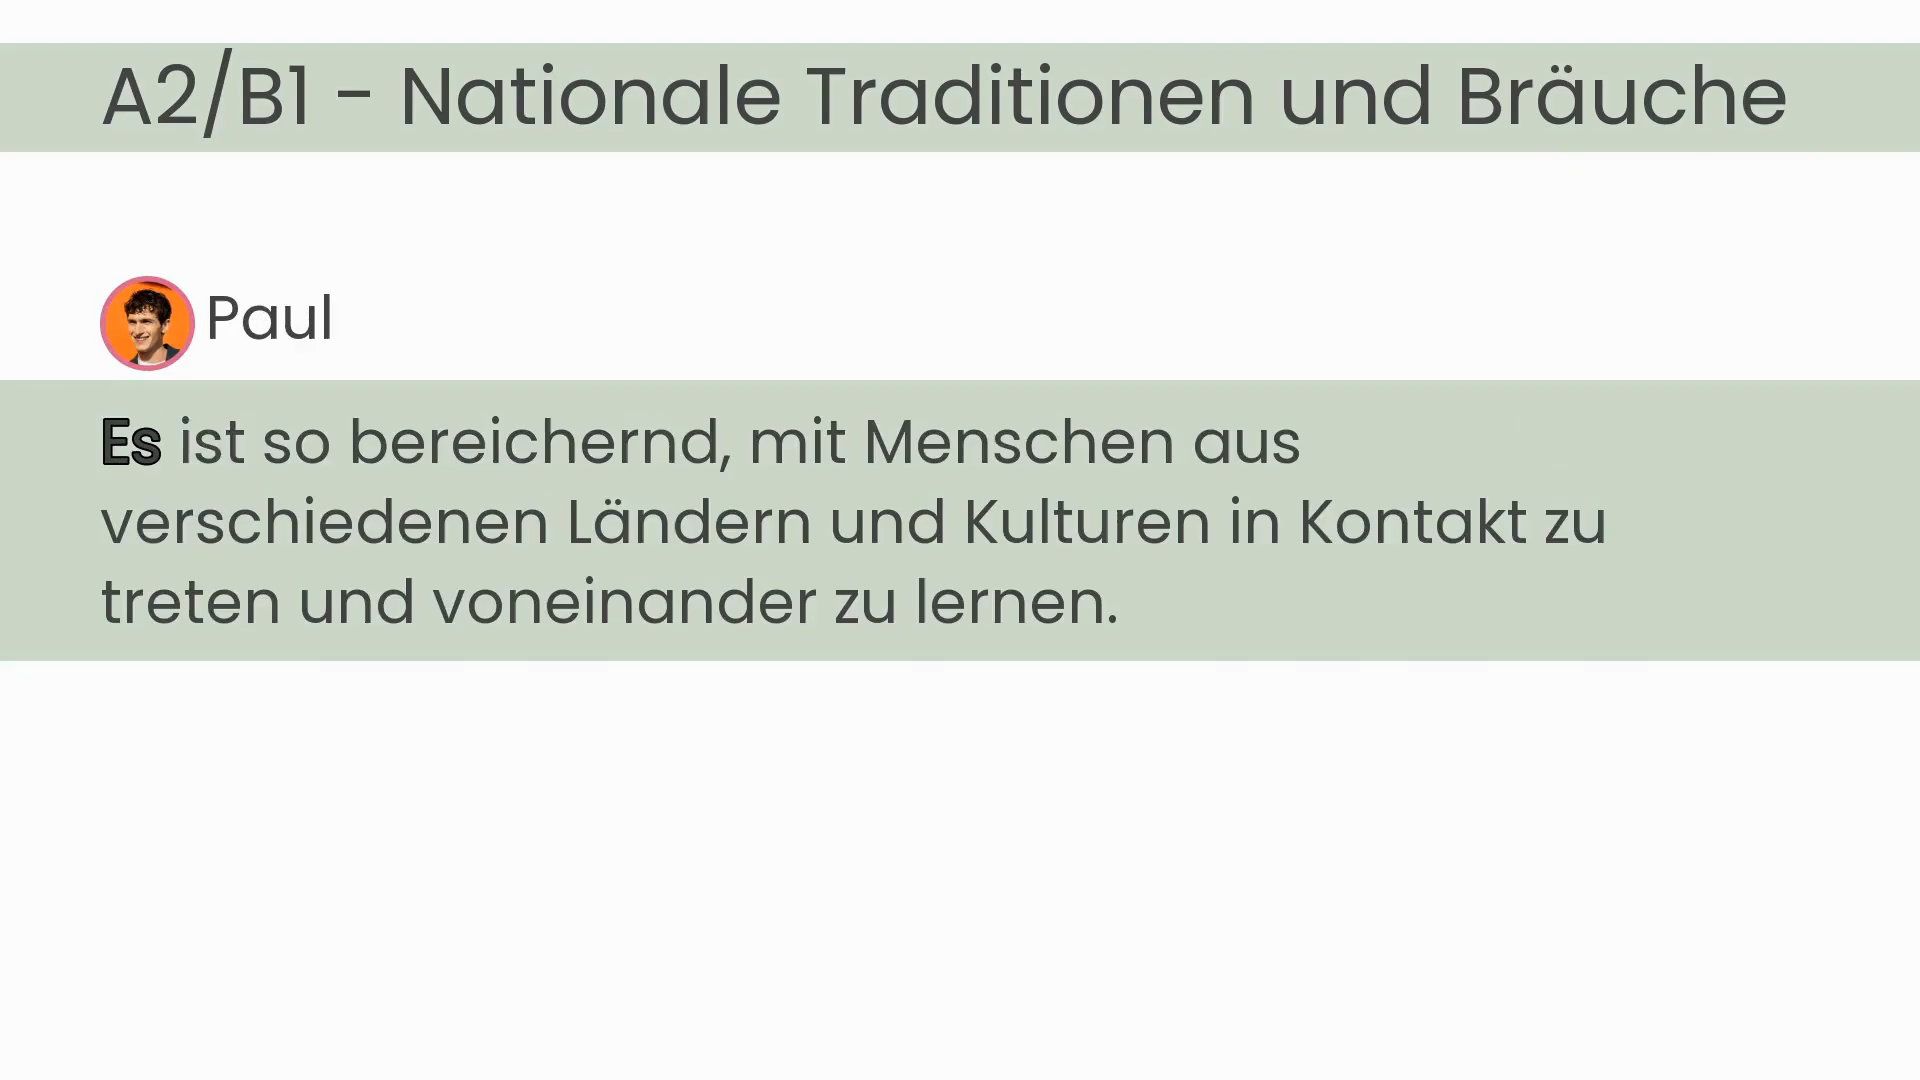 A2/B1 - Nationale Traditionen und Bräuche
Paul
Es ist so bereichernd, mit Menschen aus
verschiedenen Ländern und Kulturen in Kontakt zu
treten und voneinander zu lernen.